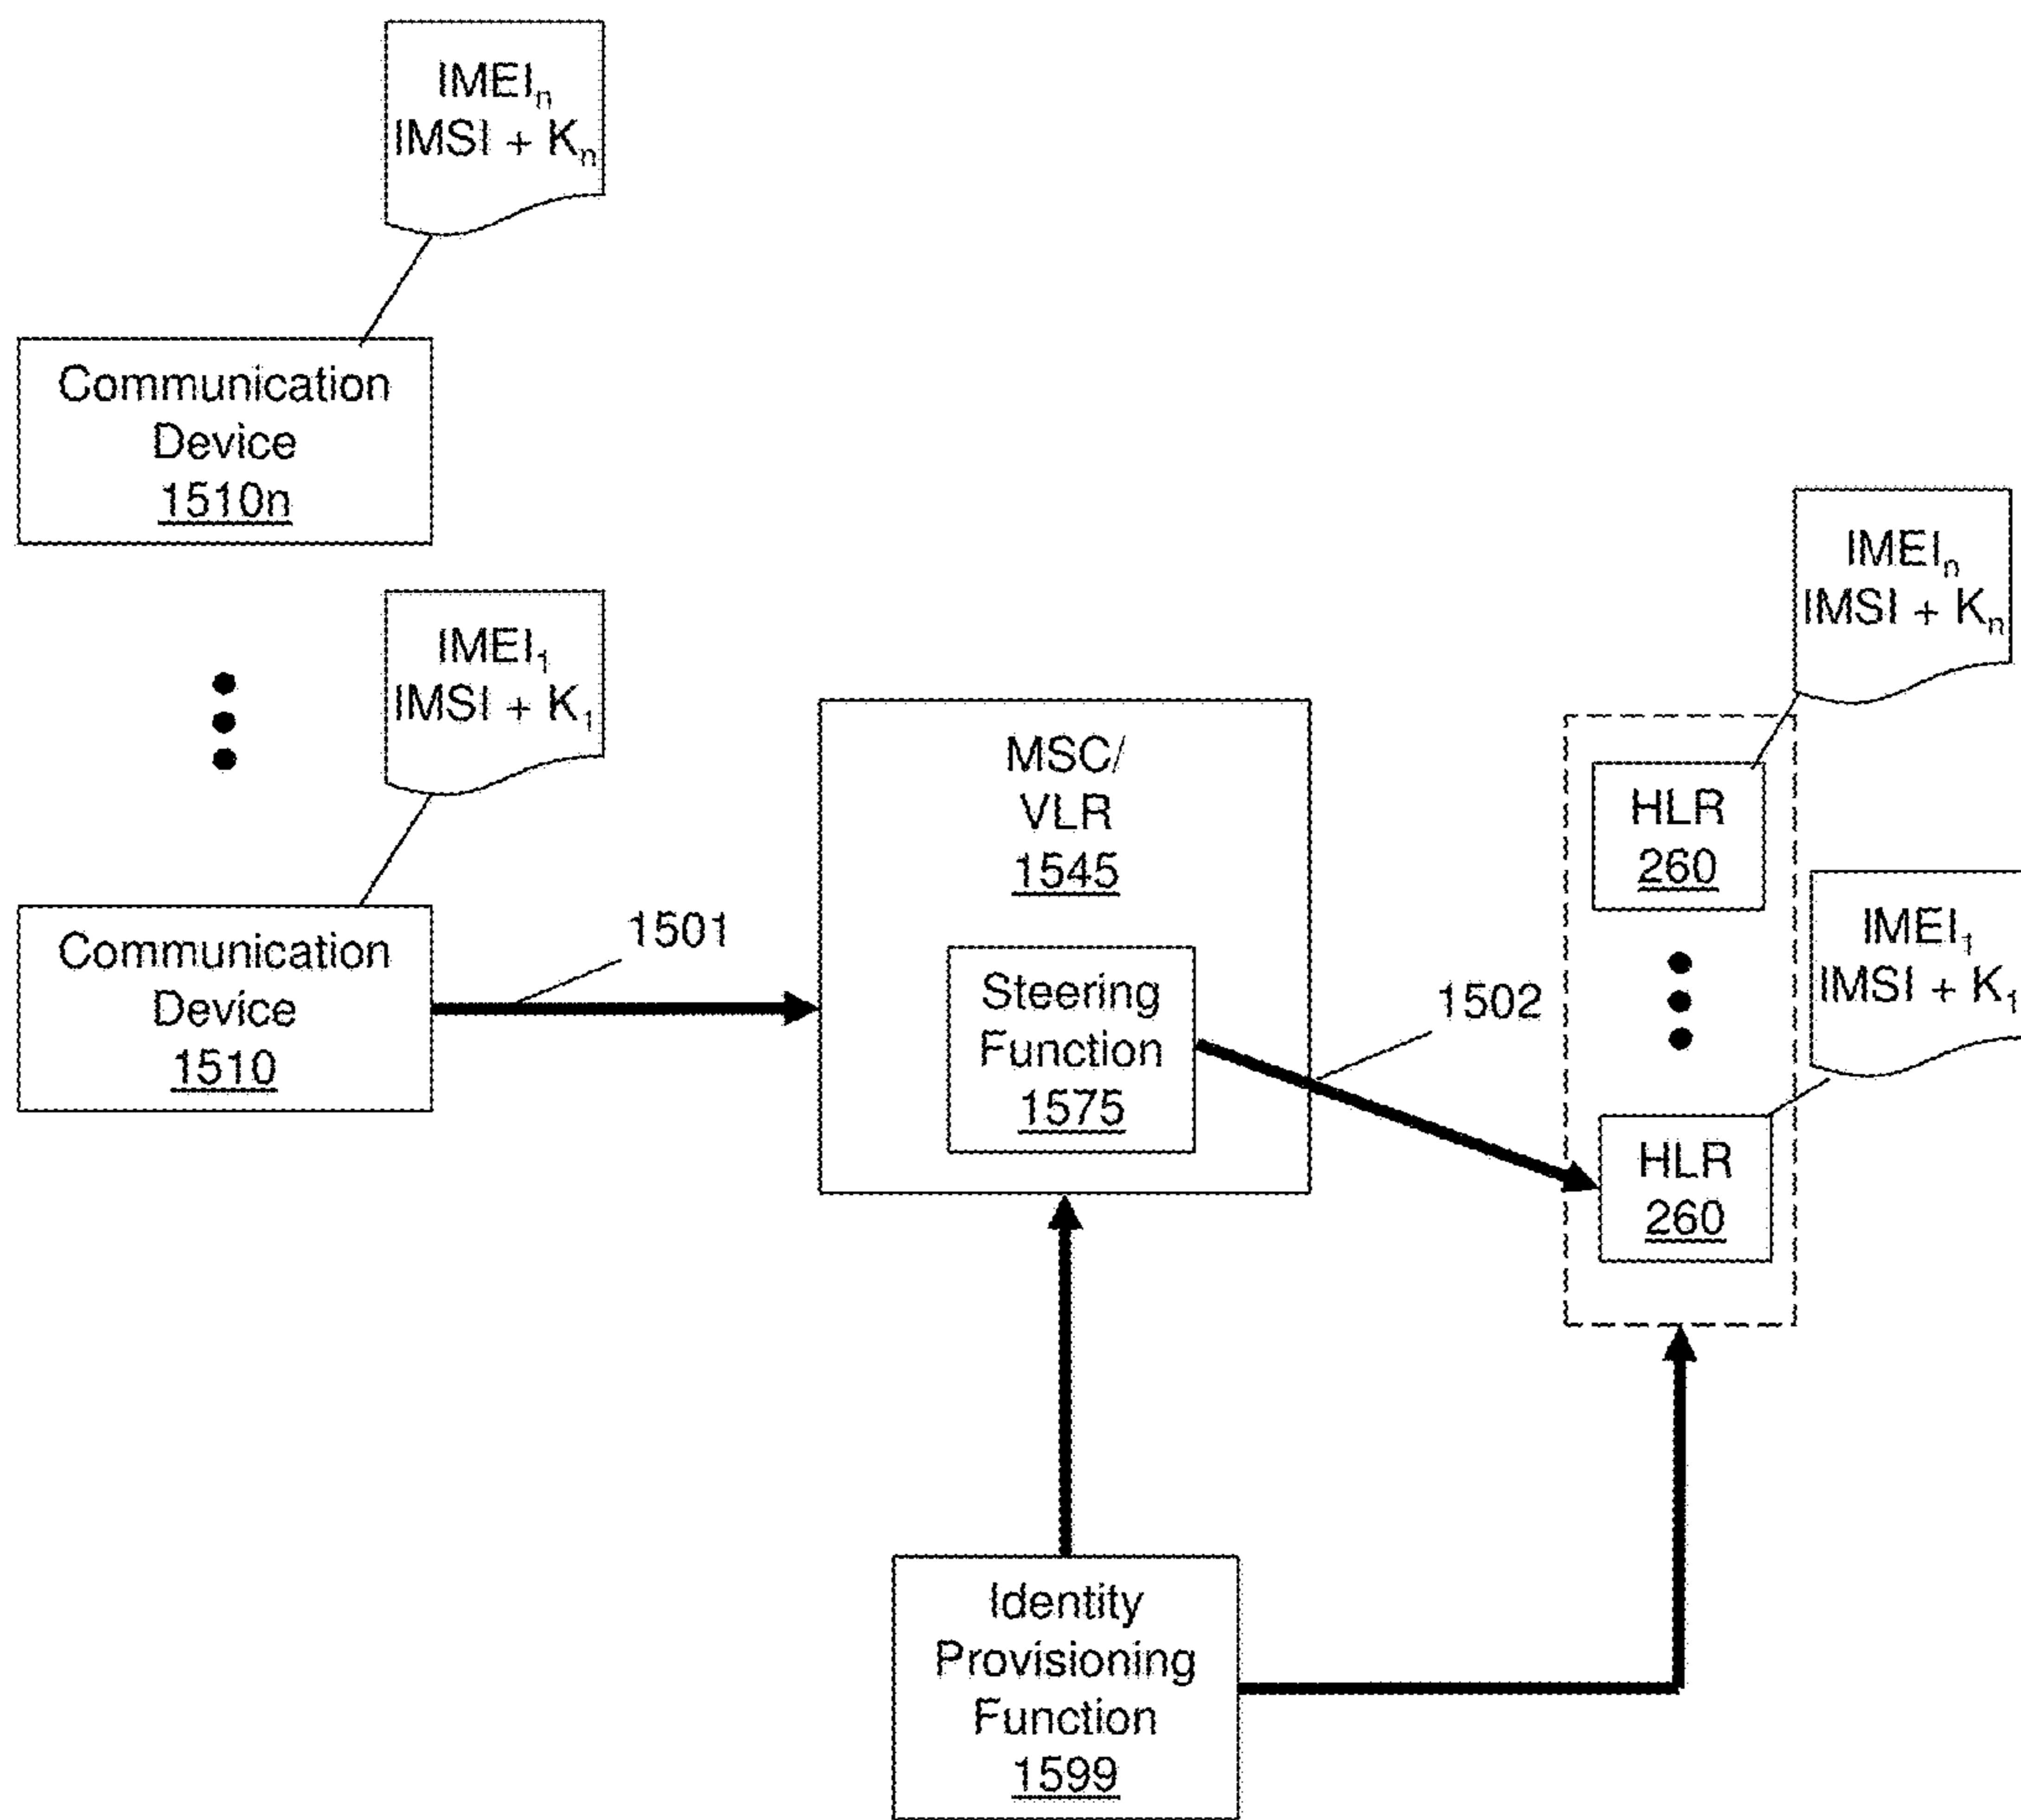 IMEIₙ
IMSI + Kₙ
Communication
Device
1510n
IMEI₁
IMSI + K₁
Communication
Device
1510
1501
MSC/
VLR
1545
Steering
Function
1575
1502
IMEIₙ
IMSI + Kₙ
HLR
260
IMEI₁
IMSI + K₁
HLR
260
Identity
Provisioning
Function
1599